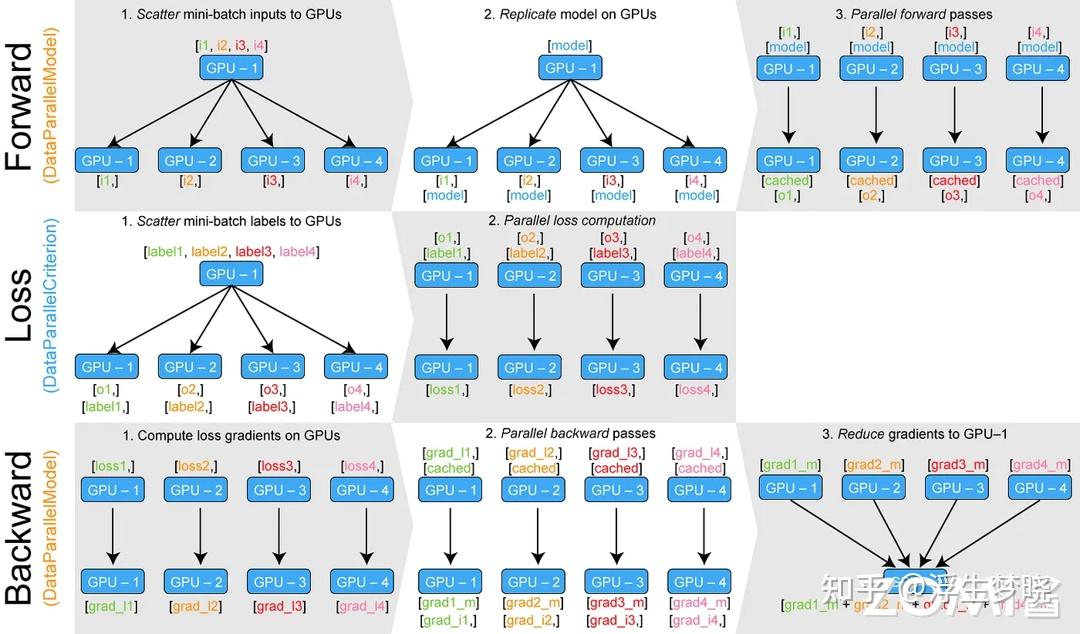 Forward
(DataParallelModel)
1. Scatter mini-batch inputs to GPUs
[i1, i2, i3, i4]
GPU – 1
GPU – 1 GPU – 2 GPU – 3 GPU – 4
[i1,] [i2,] [i3,] [i4,]
2. Replicate model on GPUs
[model]
GPU – 1
GPU – 1 GPU – 2 GPU – 3 GPU – 4
[i1,] [i2,] [i3,] [i4,]
[model] [model] [model] [model]
3. Parallel forward passes
[i1,] [i2,] [i3,] [i4,]
[model] [model] [model] [model]
GPU – 1 GPU – 2 GPU – 3 GPU – 4
GPU – 1 GPU – 2 GPU – 3 GPU – 4
[cached] [cached] [cached] [cached]
[o1,] [o2,] [o3,] [o4,]
Loss
(DataParallelCriterion)
1. Scatter mini-batch labels to GPUs
[label1, label2, label3, label4]
GPU – 1
GPU – 1 GPU – 2 GPU – 3 GPU – 4
[o1,] [o2,] [o3,] [o4,]
[label1,] [label2,] [label3,] [label4,]
2. Parallel loss computation
[o1,] [o2,] [o3,] [o4,]
[label1,] [label2,] [label3,] [label4,]
GPU – 1 GPU – 2 GPU – 3 GPU – 4
GPU – 1 GPU – 2 GPU – 3 GPU – 4
[loss1,] [loss2,] [loss3,] [loss4,]
Backward
(DataParallelModel)
1. Compute loss gradients on GPUs
[loss1,] [loss2,] [loss3,] [loss4,]
GPU – 1 GPU – 2 GPU – 3 GPU – 4
GPU – 1 GPU – 2 GPU – 3 GPU – 4
[grad_l1] [grad_l2] [grad_l3] [grad_l4]
2. Parallel backward passes
[grad_l1,] [grad_l2,] [grad_l3,] [grad_l4,]
[cached] [cached] [cached] [cached]
GPU – 1 GPU – 2 GPU – 3 GPU – 4
GPU – 1 GPU – 2 GPU – 3 GPU – 4
[grad1_m] [grad2_m] [grad3_m] [grad4_m]
[grad_i1,] [grad_i2,] [grad_i3,] [grad_i4,]
3. Reduce gradients to GPU–1
[grad1_m] [grad2_m] [grad3_m] [grad4_m]
GPU – 1 GPU – 2 GPU – 3 GPU – 4
知乎 @浮生梦晓
[grad1_m +